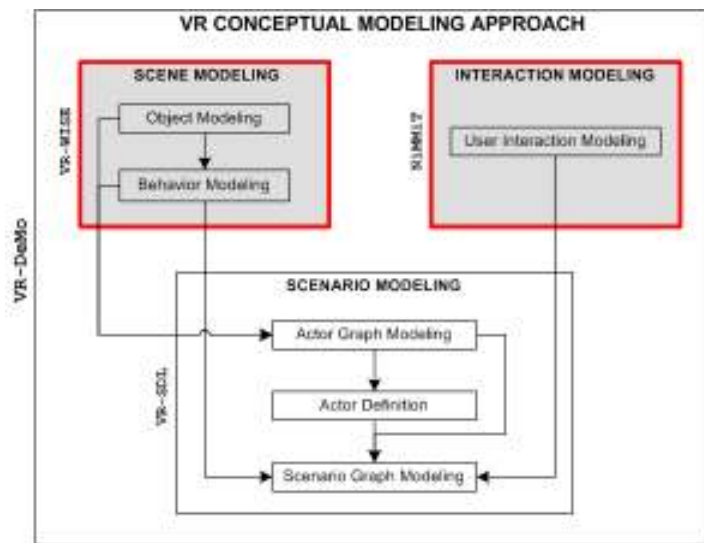 VR CONCEPTUAL MODELING APPROACH
SCENE MODELING
Object Modeling
Behavior Modeling
VR-WISE
INTERACTION MODELING
User Interaction Modeling
NiMMiT
VR-DeMo
SCENARIO MODELING
Actor Graph Modeling
Actor Definition
Scenario Graph Modeling
VR-SDL